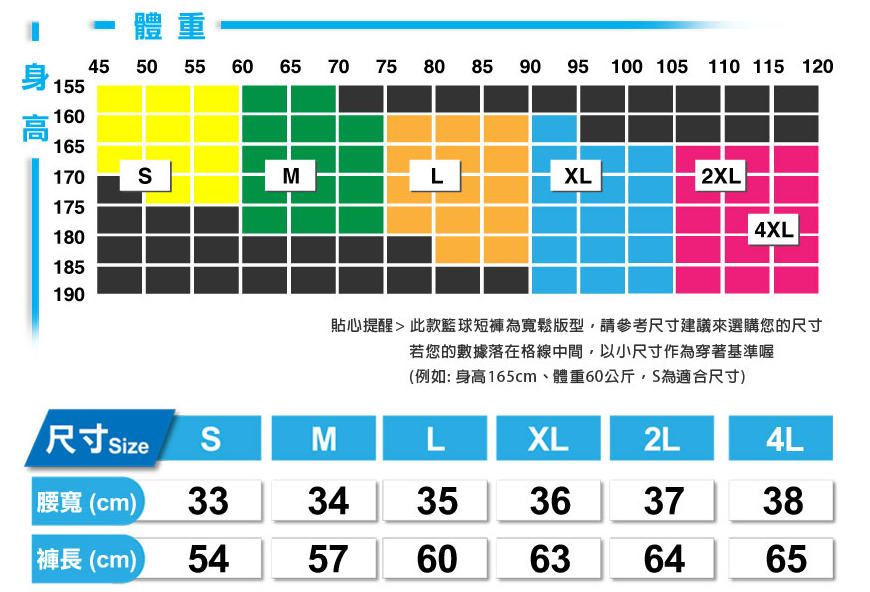 體重
身高
45 50 55 60 65 70 75 80 85 90 95 100 105 110 115 120
155
160
165
170
175
180
185
190
S M L XL 2XL
4XL
貼心提醒> 此款籃球短褲為寬鬆版型，請參考尺寸建議來選購您的尺寸
若您的數據落在格線中間，以小尺寸作為穿著基準喔
(例如: 身高165cm、體重60公斤，S為適合尺寸)
尺寸Size S M L XL 2L 4L
腰寬 (cm) 33 34 35 36 37 38
褲長 (cm) 54 57 60 63 64 65